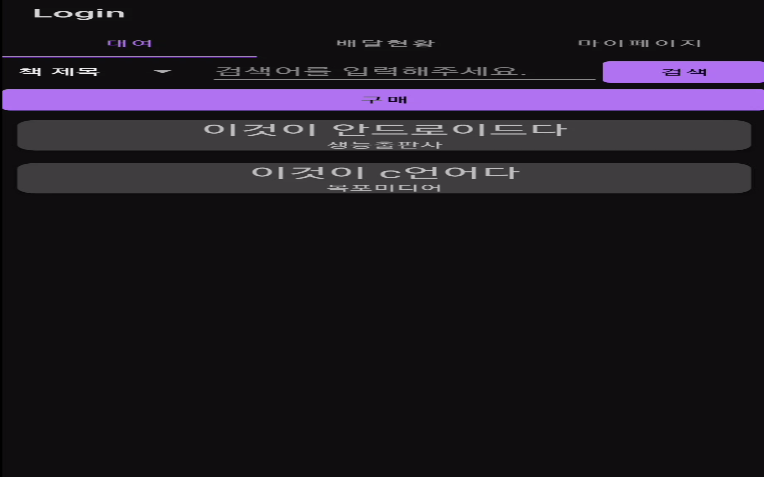 Login
대여 배달현황 마이페이지
책 제목 검색어를 입력해주세요. 검색
구매
이것이 안드로이드다
생능출판사
이것이 c언어다
목포미디어